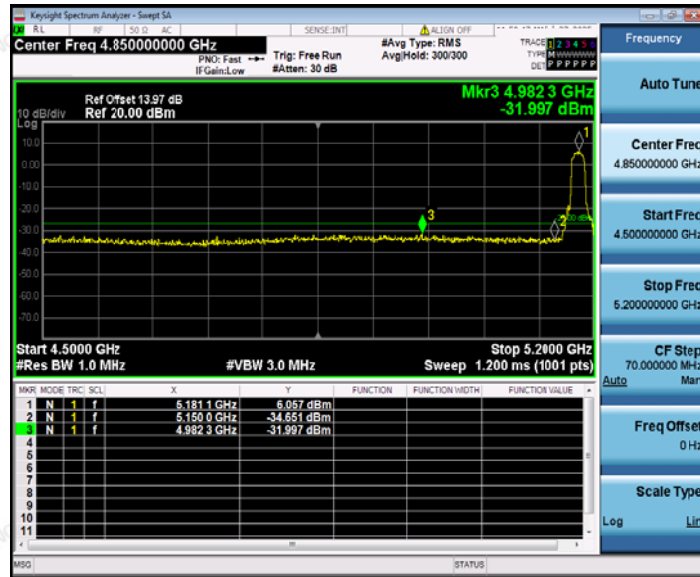 Keysight Spectrum Analyzer - Swept SA
RL RF 50 Ω AC SENSE:INT ALIGN OFF
Center Freq 4.850000000 GHz
PNO: Fast
IFGain:Low
Trig: Free Run
#Atten: 30 dB
#Avg Type: RMS
Avg|Hold: 300/300
TRACE 1 2 3 4 5 6
TYPE M WWWWW
DET P P P P P P
Ref Offset 13.97 dB
10 dB/div Ref 20.00 dBm
Log
Mkr3 4.982 3 GHz
-31.997 dBm
10.0
0.00
-10.0
-20.0
-30.0
-40.0
-50.0
-60.0
-70.0
1
2
3
Start 4.5000 GHz Stop 5.2000 GHz
#Res BW 1.0 MHz #VBW 3.0 MHz Sweep 1.200 ms (1001 pts)
MKR MODE TRC SCL X Y FUNCTION FUNCTION WIDTH FUNCTION VALUE
1 N 1 f 5.181 1 GHz 6.057 dBm
2 N 1 f 5.150 0 GHz -34.651 dBm
3 N 1 f 4.982 3 GHz -31.997 dBm
4
5
6
7
8
9
10
11
MSG STATUS
Frequency
Auto Tune
Center Freq
4.850000000 GHz
Start Freq
4.500000000 GHz
Stop Freq
5.200000000 GHz
CF Step
70.000000 MHz
Auto Man
Freq Offset
0 Hz
Scale Type
Log Lin